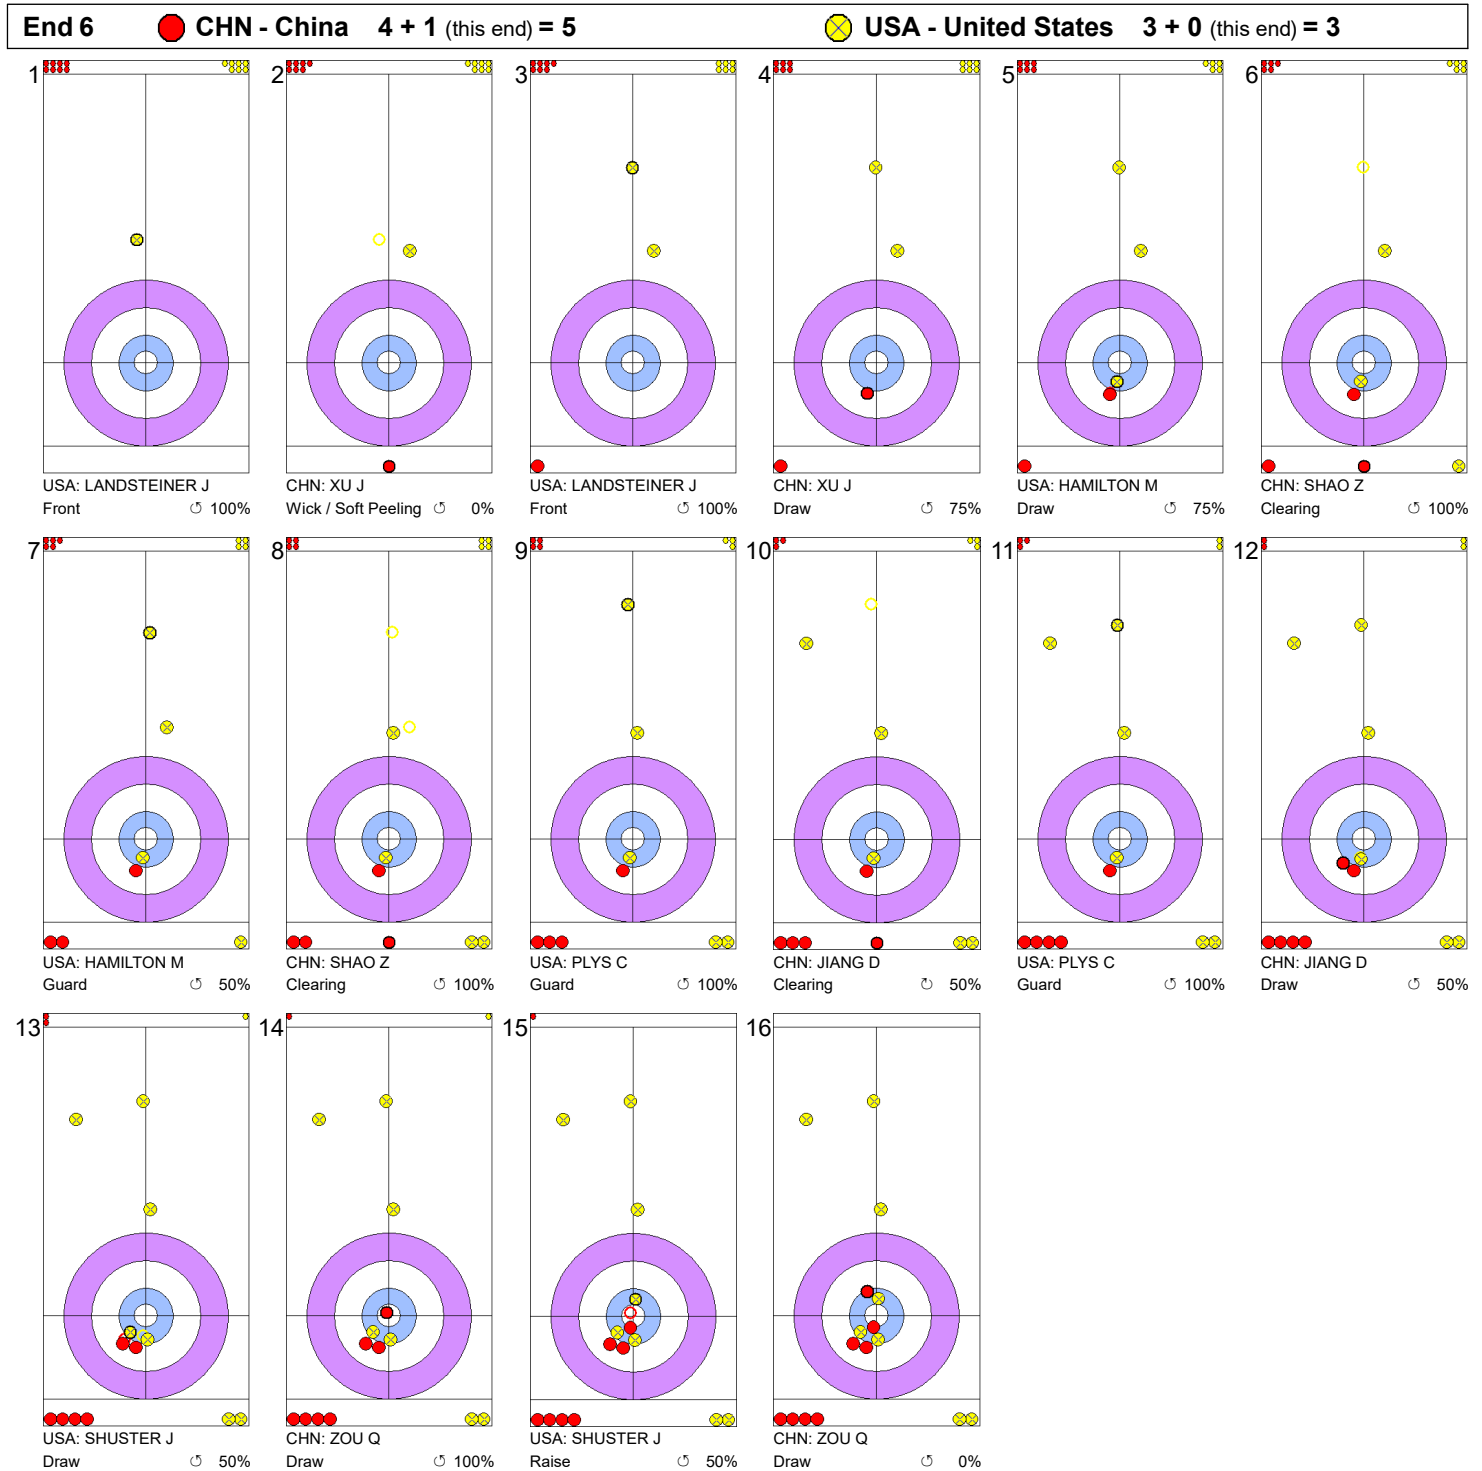 End 6 CHN - China 4 + 1 (this end) = 5 USA - United States 3 + 0 (this end) = 3
1 2 3 4 5 6
USA: LANDSTEINER J CHN: XU J USA: LANDSTEINER J CHN: XU J USA: HAMILTON M CHN: SHAO Z
Front ↺ 100% Wick / Soft Peeling ↺ 0% Front ↺ 100% Draw ↺ 75% Draw ↺ 75% Clearing ↺ 100%
7 8 9 10 11 12
USA: HAMILTON M CHN: SHAO Z USA: PLYS C CHN: JIANG D USA: PLYS C CHN: JIANG D
Guard ↺ 50% Clearing ↺ 100% Guard ↺ 100% Clearing ↻ 50% Guard ↺ 100% Draw ↺ 50%
13 14 15 16
USA: SHUSTER J CHN: ZOU Q USA: SHUSTER J CHN: ZOU Q
Draw ↺ 50% Draw ↺ 100% Raise ↺ 50% Draw ↺ 0%